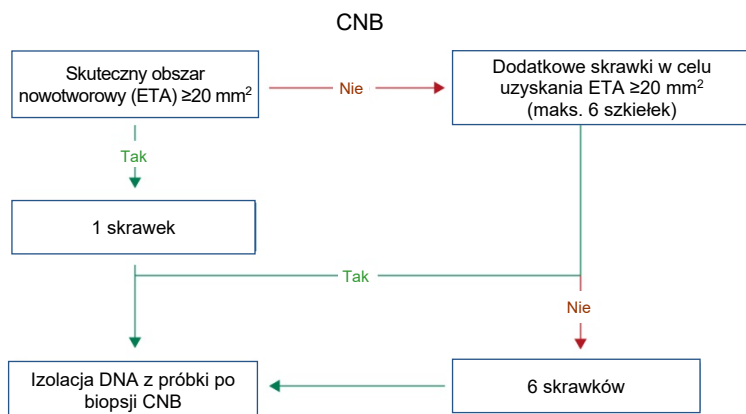 CNB
Skuteczny obszar
nowotworowy (ETA) ≥20 mm²
Nie
Dodatkowe skrawki w celu
uzyskania ETA ≥20 mm²
(maks. 6 szkiełek)
Tak
1 skrawek
Tak
Nie
Izolacja DNA z próbki po
biopsji CNB
6 skrawków